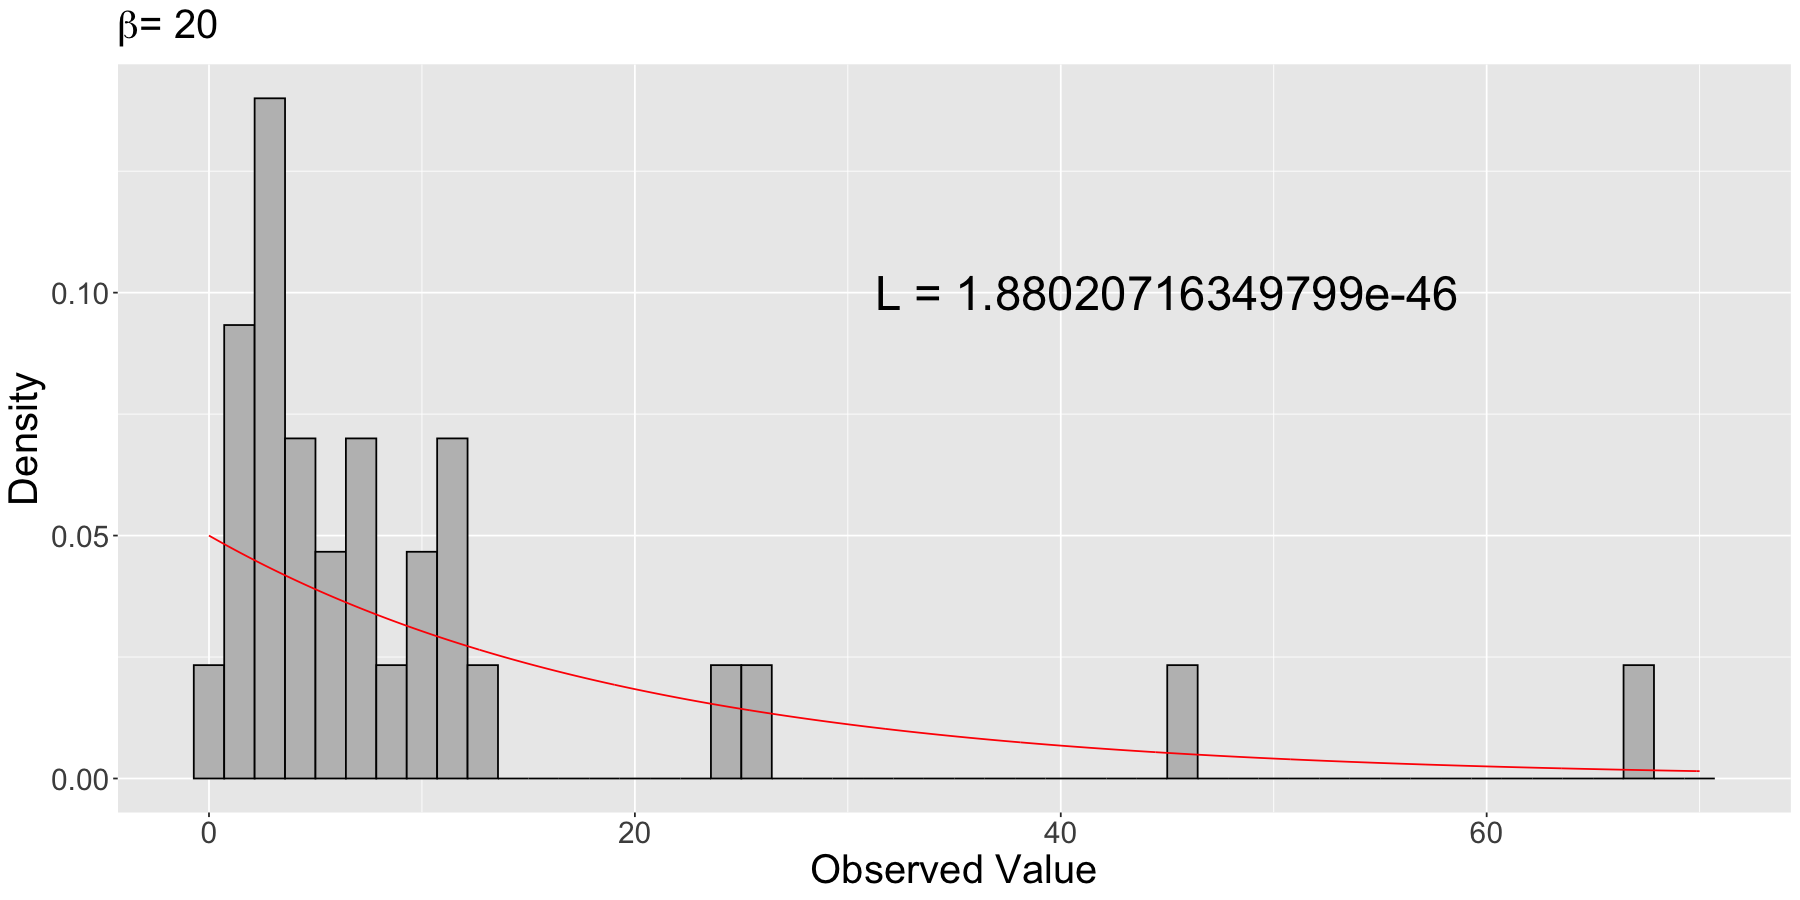 β= 20
L = 1.88020716349799e-46
Density
0.10
0.05
0.00
0 20 40 60
Observed Value